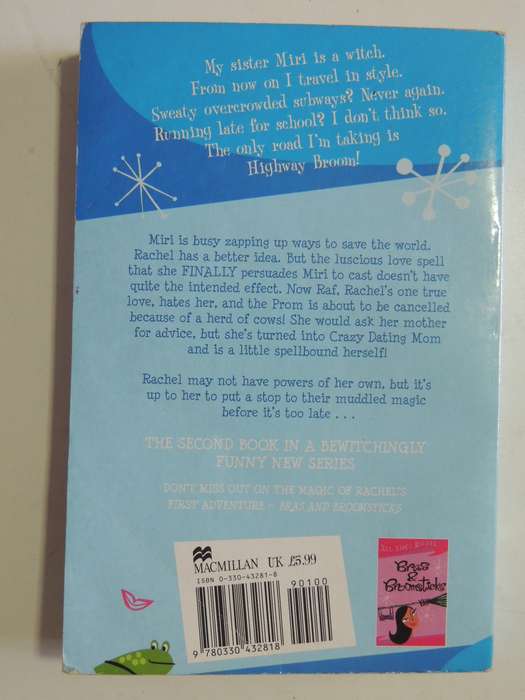 My sister Miri is a witch.
From now on I travel in style.
Sweaty overcrowded subways? Never again.
Running late for school? I don't think so.
The only road I'm taking is
Highway Broom!
Miri is busy zapping up ways to save the world.
Rachel has a better idea. But the luscious love spell
that she FINALLY persuades Miri to cast doesn't have
quite the intended effect. Now Raf, Rachel's one true
love, hates her, and the Prom is about to be cancelled
because of a herd of cows! She would ask her mother
for advice, but she's turned into Crazy Dating Mom
and is a little spellbound herself!
Rachel may not have powers of her own, but it's
up to her to put a stop to their muddled magic
before it's too late . . .
THE SECOND BOOK IN A BEWITCHINGLY
FUNNY NEW SERIES
DON'T MISS OUT ON THE MAGIC OF RACHEL'S
FIRST ADVENTURE – BRAS AND BROOMSTICKS
MACMILLAN UK £5.99
ISBN 0-330-43281-8
90100
9 780330 432818
Bras
&
Broomsticks